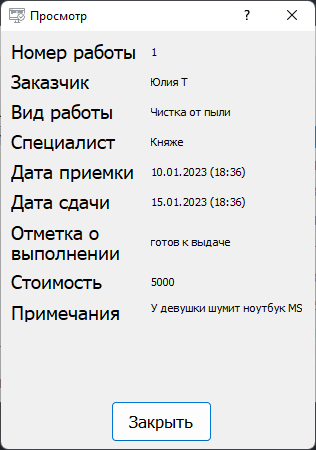 Просмотр
?
Номер работы 1
Заказчик Юлия Т
Вид работы Чистка от пыли
Специалист Княже
Дата приемки 10.01.2023 (18:36)
Дата сдачи 15.01.2023 (18:36)
Отметка о
выполнении готов к выдаче
Стоимость 5000
Примечания У девушки шумит ноутбук MS
Закрыть